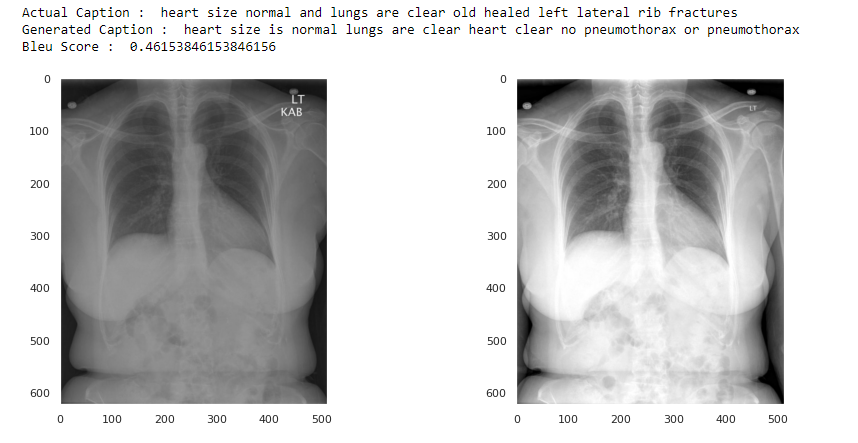 Actual Caption :  heart size normal and lungs are clear old healed left lateral rib fractures
Generated Caption :  heart size is normal lungs are clear heart clear no pneumothorax or pneumothorax
Bleu Score :  0.46153846153846156
0
100
200
300
400
500
600
0 100 200 300 400 500
LT
KAB
0
100
200
300
400
500
600
0 100 200 300 400 500
LT